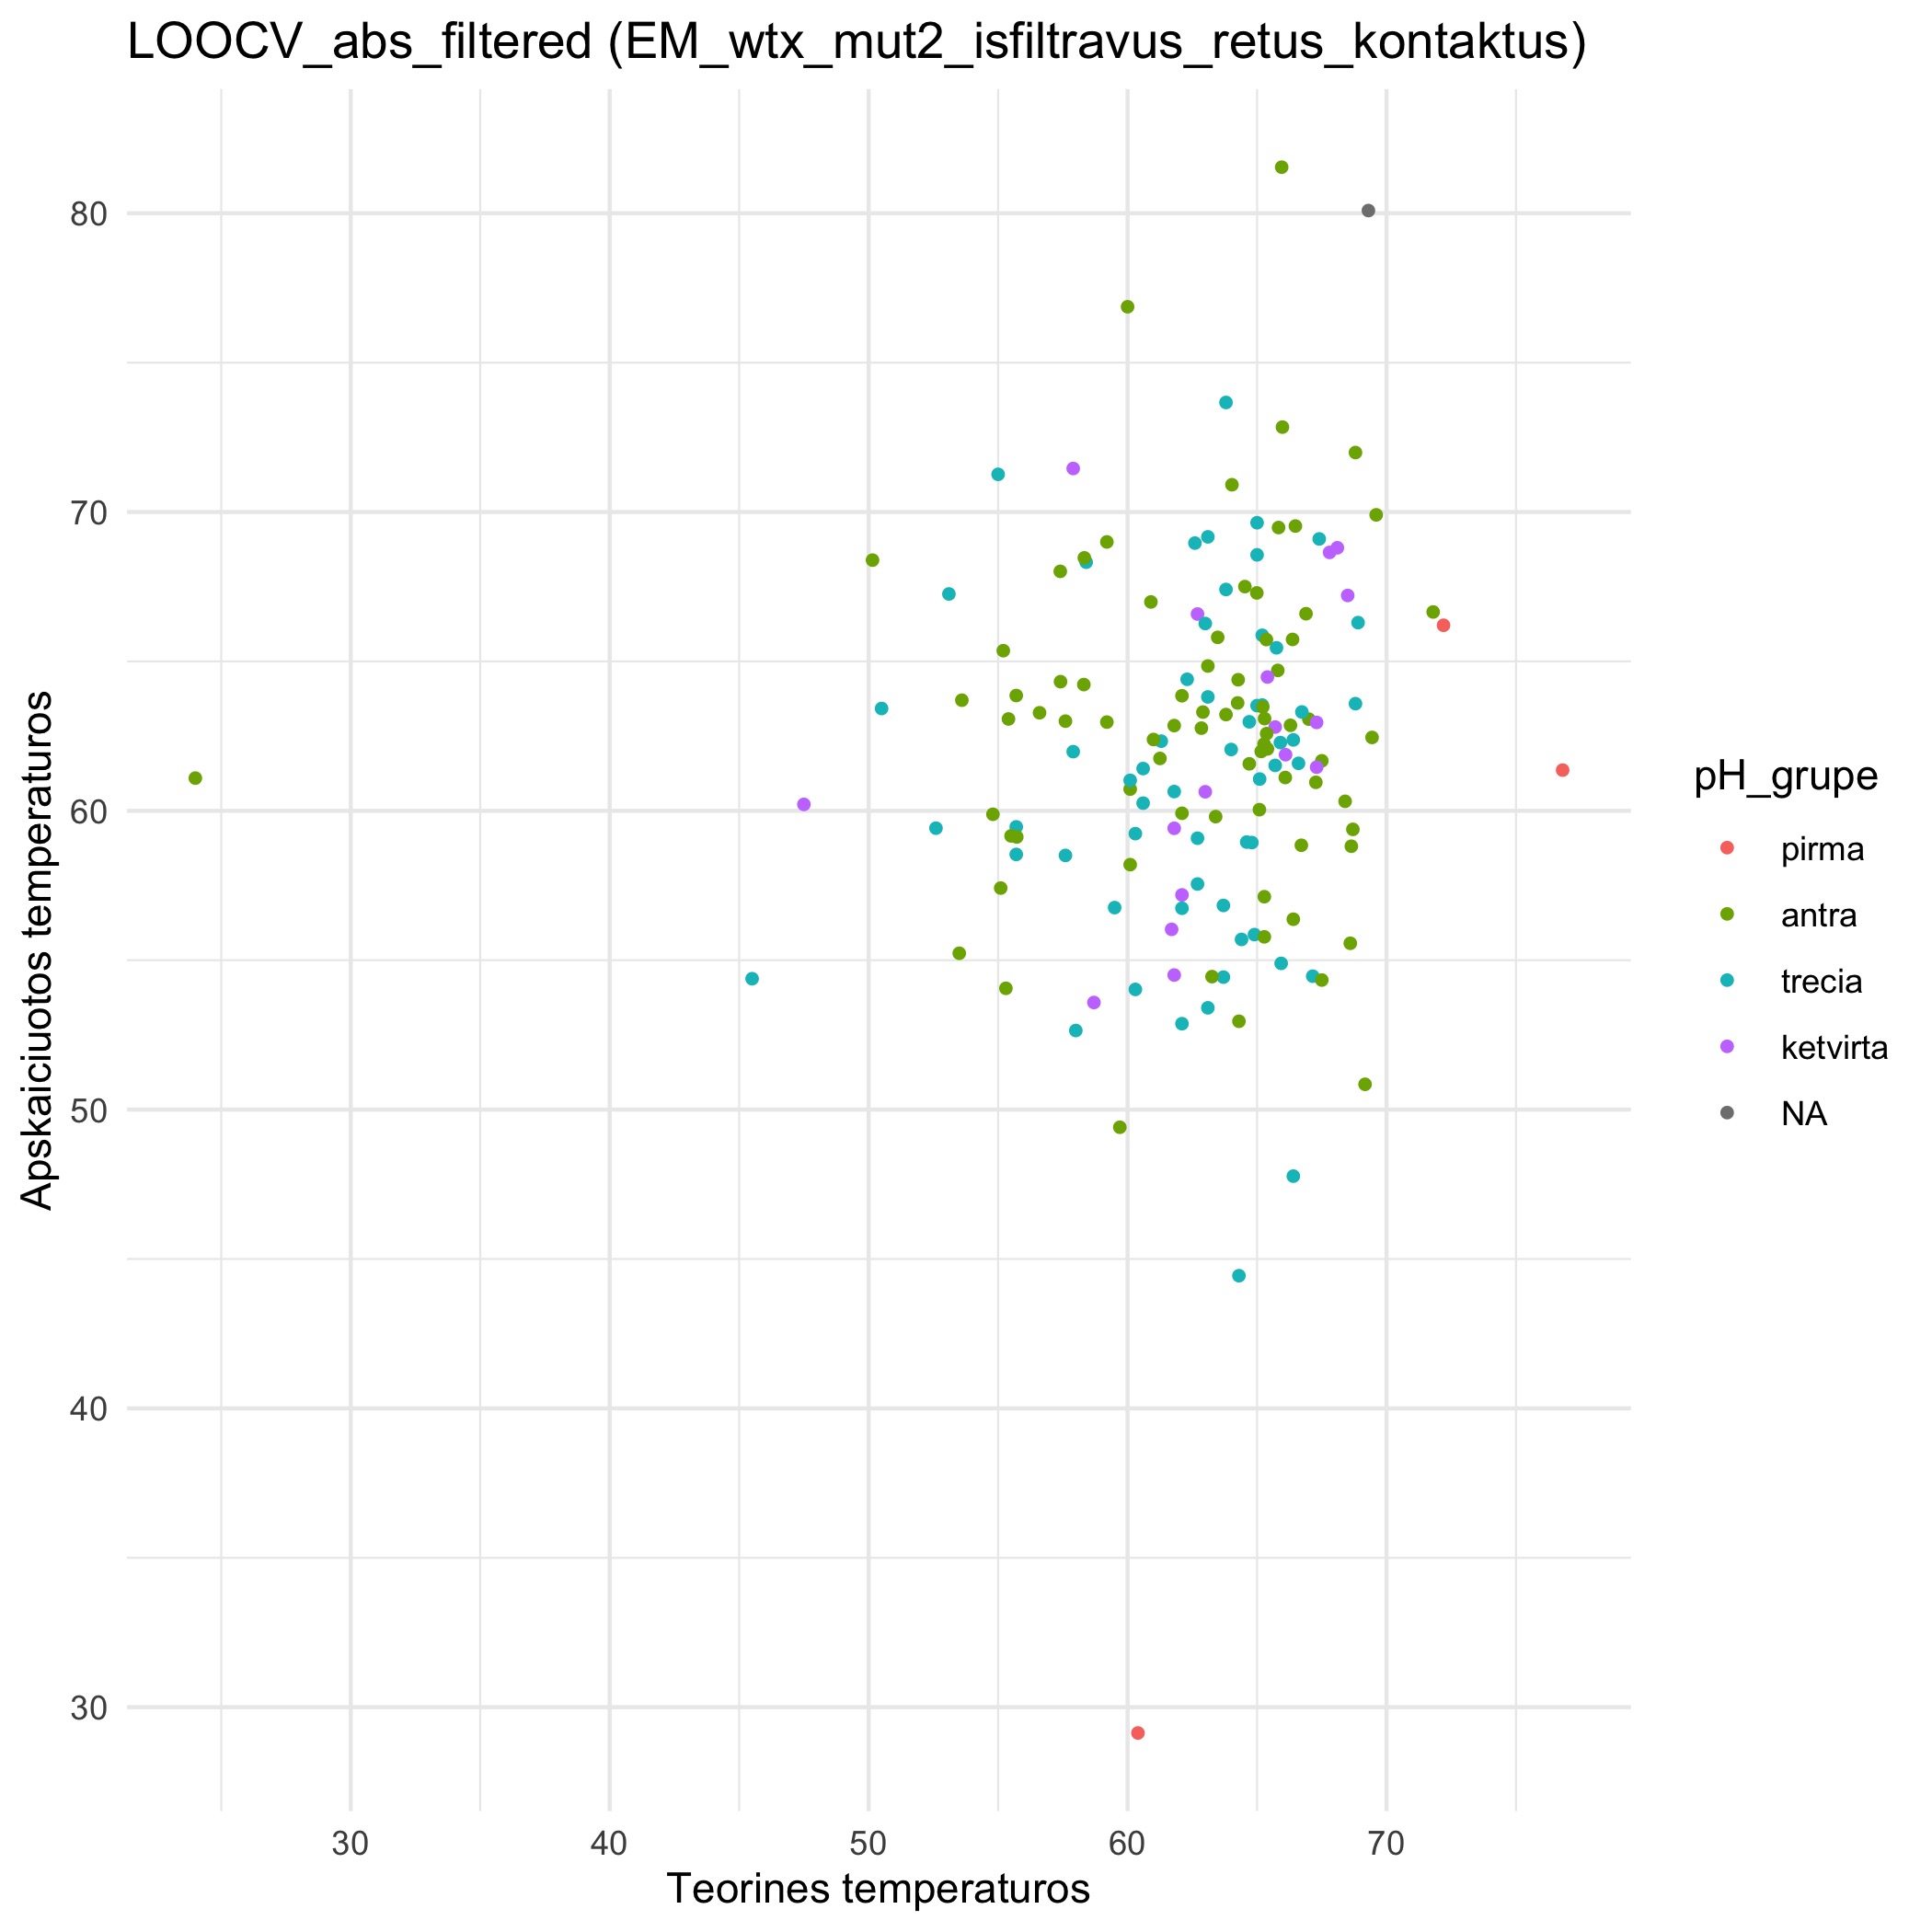 LOOCV_abs_filtered (EM_wtx_mut2_isfiltravus_retus_kontaktus)
Apskaiciuotos temperaturos
80
70
60
50
40
30
30 40 50 60 70
Teorines temperaturos
pH_grupe
pirma
antra
trecia
ketvirta
NA